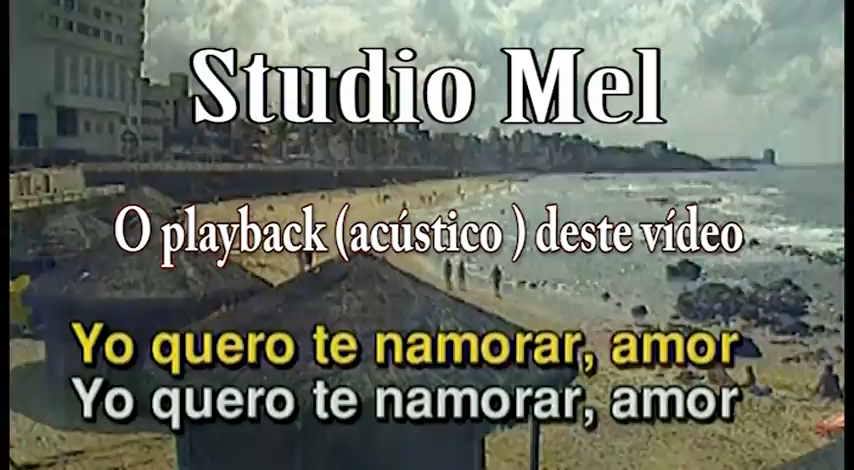 Studio Mel
O playback (acústico ) deste vídeo
Yo quero te namorar, amor
Yo quero te namorar, amor